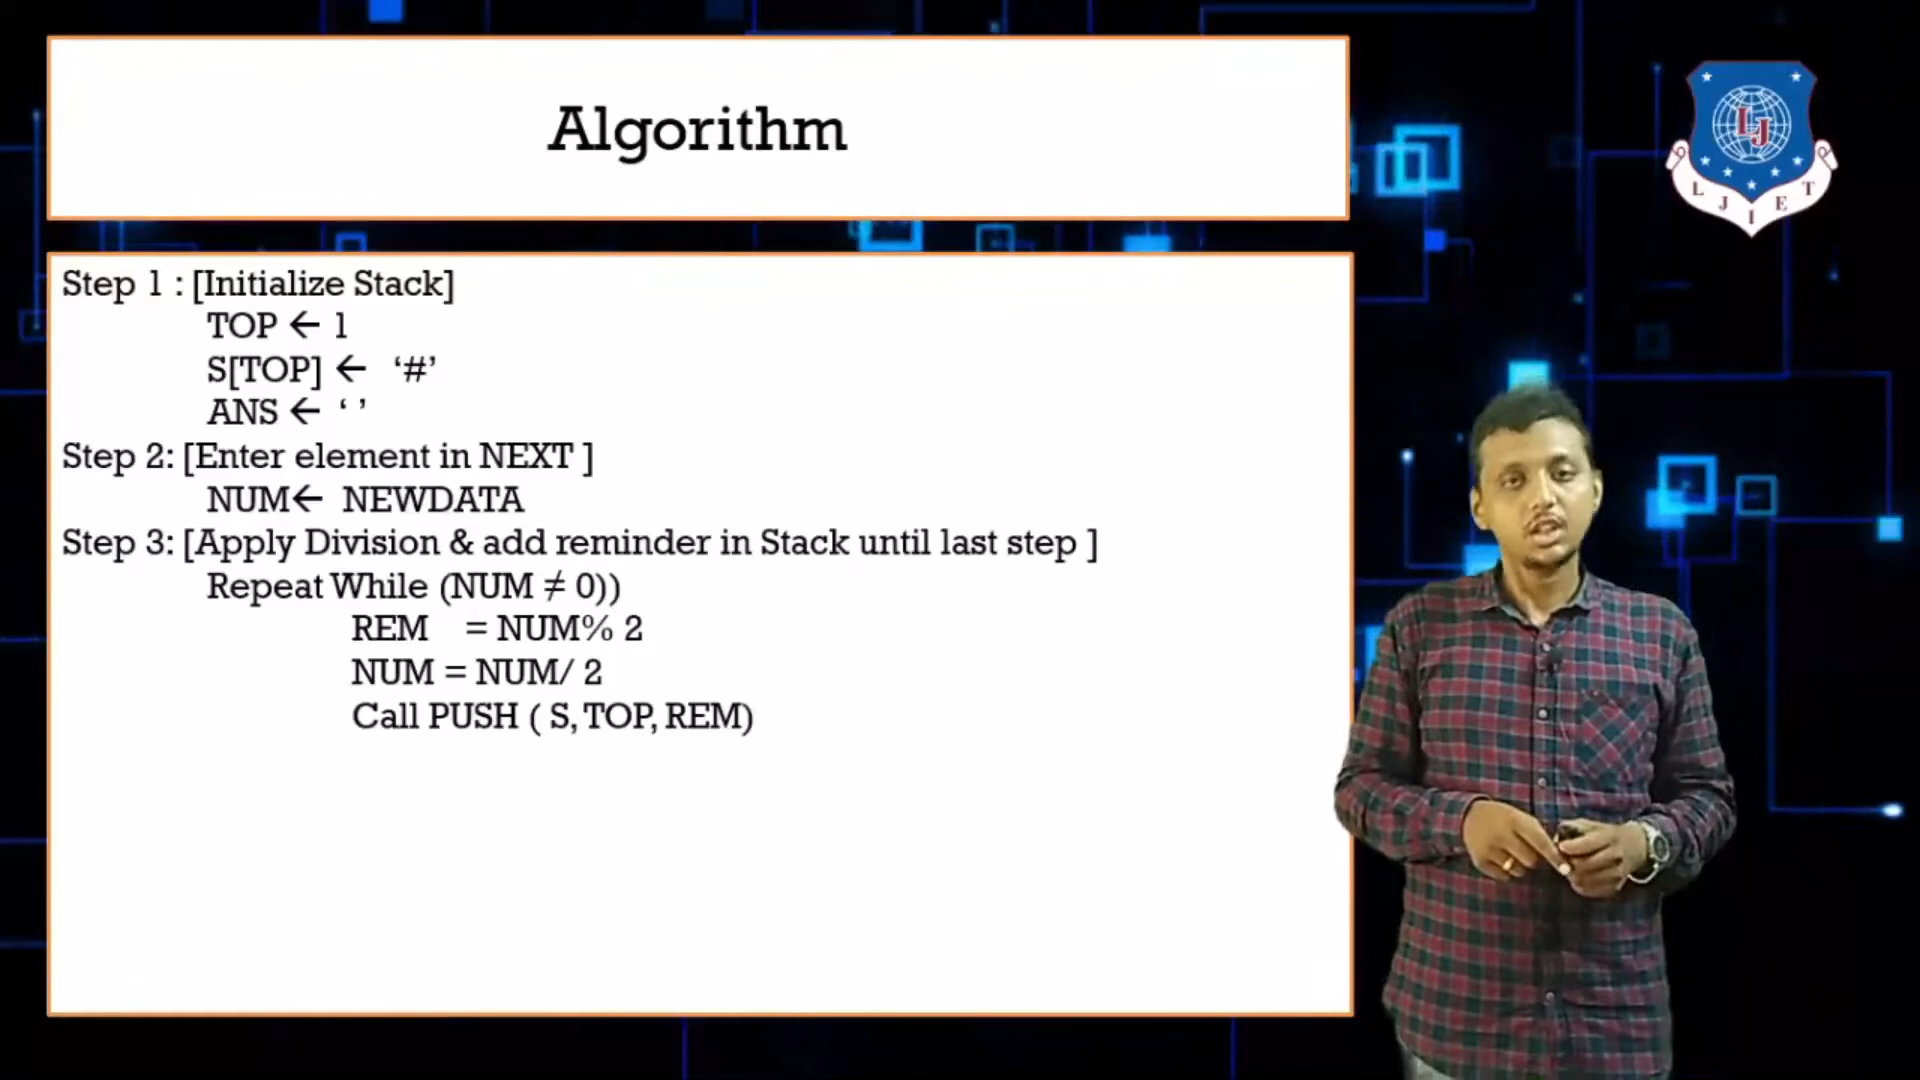 Algorithm
Step 1 : [Initialize Stack]
TOP ← 1
S[TOP] ← ‘#’
ANS ← ‘ ’
Step 2: [Enter element in NEXT ]
NUM← NEWDATA
Step 3: [Apply Division & add reminder in Stack until last step ]
Repeat While (NUM ≠ 0))
REM = NUM% 2
NUM = NUM/ 2
Call PUSH ( S, TOP, REM)
LJ
L J I E T